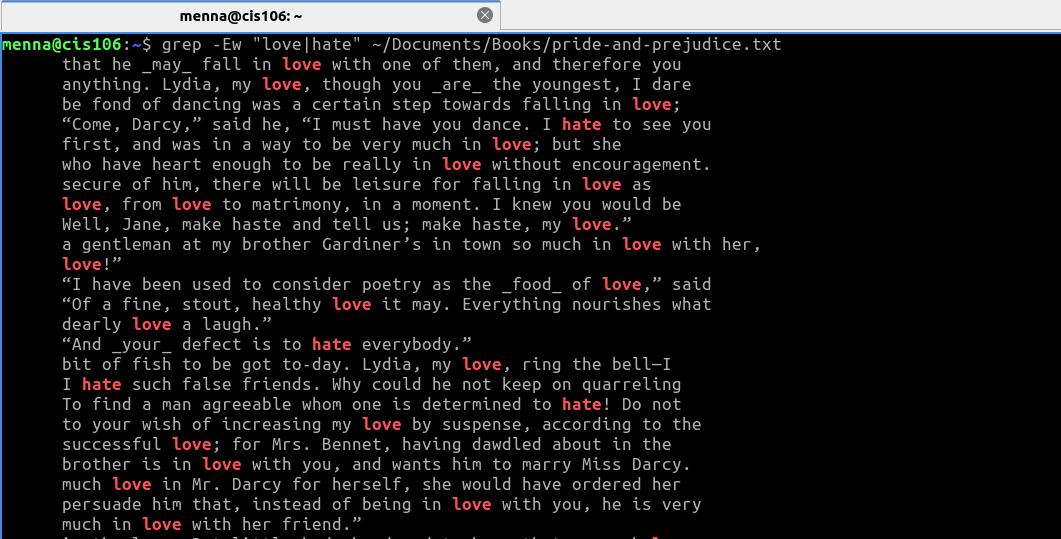 menna@cis106: ~
menna@cis106:~$ grep -Ew "love|hate" ~/Documents/Books/pride-and-prejudice.txt
that he _may_ fall in love with one of them, and therefore you
anything. Lydia, my love, though you _are_ the youngest, I dare
be fond of dancing was a certain step towards falling in love;
“Come, Darcy,” said he, “I must have you dance. I hate to see you
first, and was in a way to be very much in love; but she
who have heart enough to be really in love without encouragement.
secure of him, there will be leisure for falling in love as
love, from love to matrimony, in a moment. I knew you would be
Well, Jane, make haste and tell us; make haste, my love.”
a gentleman at my brother Gardiner’s in town so much in love with her,
love!”
“I have been used to consider poetry as the _food_ of love,” said
“Of a fine, stout, healthy love it may. Everything nourishes what
dearly love a laugh.”
“And _your_ defect is to hate everybody.”
bit of fish to be got to-day. Lydia, my love, ring the bell—I
I hate such false friends. Why could he not keep on quarreling
To find a man agreeable whom one is determined to hate! Do not
to your wish of increasing my love by suspense, according to the
successful love; for Mrs. Bennet, having dawdled about in the
brother is in love with you, and wants him to marry Miss Darcy.
much love in Mr. Darcy for herself, she would have ordered her
persuade him that, instead of being in love with you, he is very
much in love with her friend.”